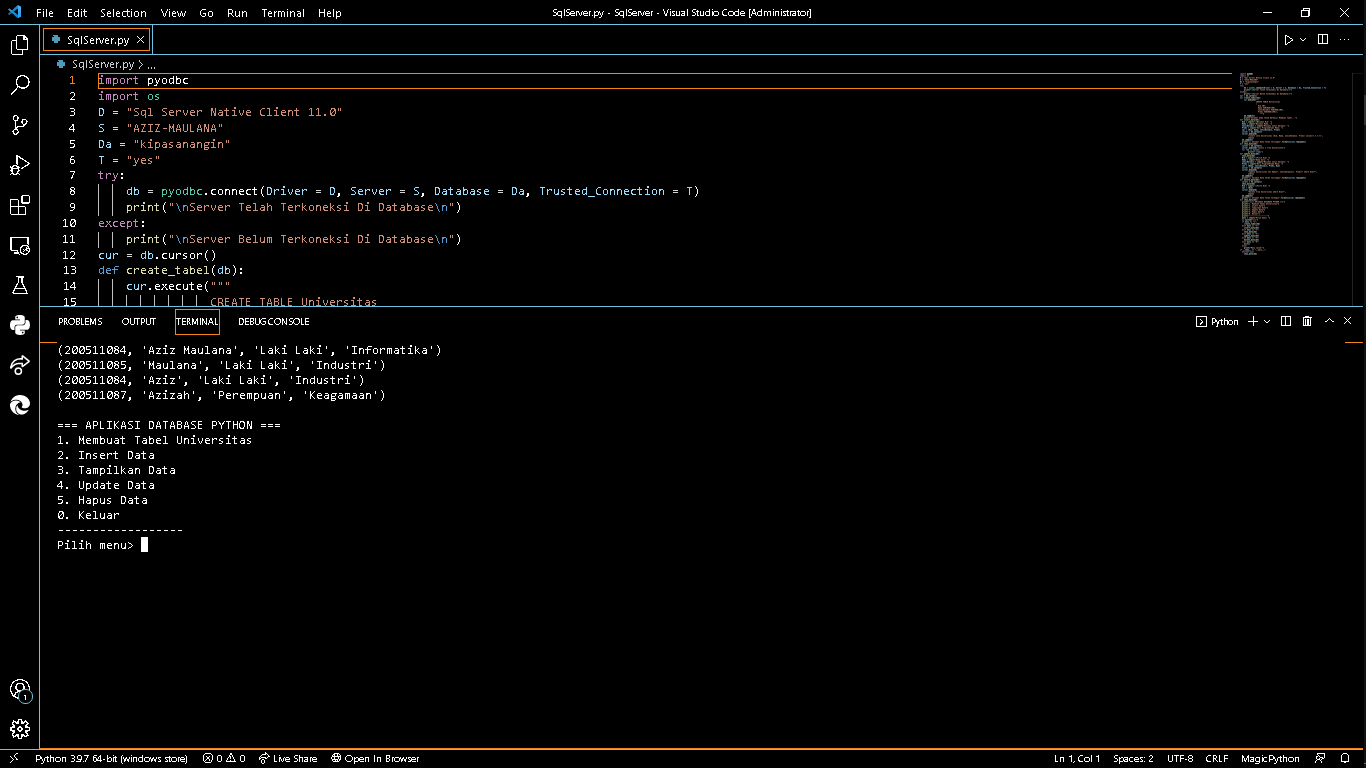 File Edit Selection View Go Run Terminal Help SqlServer.py - SqlServer - Visual Studio Code [Administrator]
SqlServer.py
SqlServer.py > ...
1 import pyodbc
2 import os
3 D = "Sql Server Native Client 11.0"
4 S = "AZIZ-MAULANA"
5 Da = "kipasanangin"
6 T = "yes"
7 try:
8 db = pyodbc.connect(Driver = D, Server = S, Database = Da, Trusted_Connection = T)
9 print("\nServer Telah Terkoneksi Di Database\n")
10 except:
11 print("\nServer Belum Terkoneksi Di Database\n")
12 cur = db.cursor()
13 def create_tabel(db):
14 cur.execute("""
15 CREATE TABLE Universitas
PROBLEMS OUTPUT TERMINAL DEBUG CONSOLE Python
(200511084, 'Aziz Maulana', 'Laki Laki', 'Informatika')
(200511085, 'Maulana', 'Laki Laki', 'Industri')
(200511084, 'Aziz', 'Laki Laki', 'Industri')
(200511087, 'Azizah', 'Perempuan', 'Keagamaan')
=== APLIKASI DATABASE PYTHON ===
1. Membuat Tabel Universitas
2. Insert Data
3. Tampilkan Data
4. Update Data
5. Hapus Data
0. Keluar
------------------
Pilih menu>
1
Python 3.9.7 64-bit (windows store) 0 0 Live Share Open In Browser Ln 1, Col 1 Spaces: 2 UTF-8 CRLF MagicPython